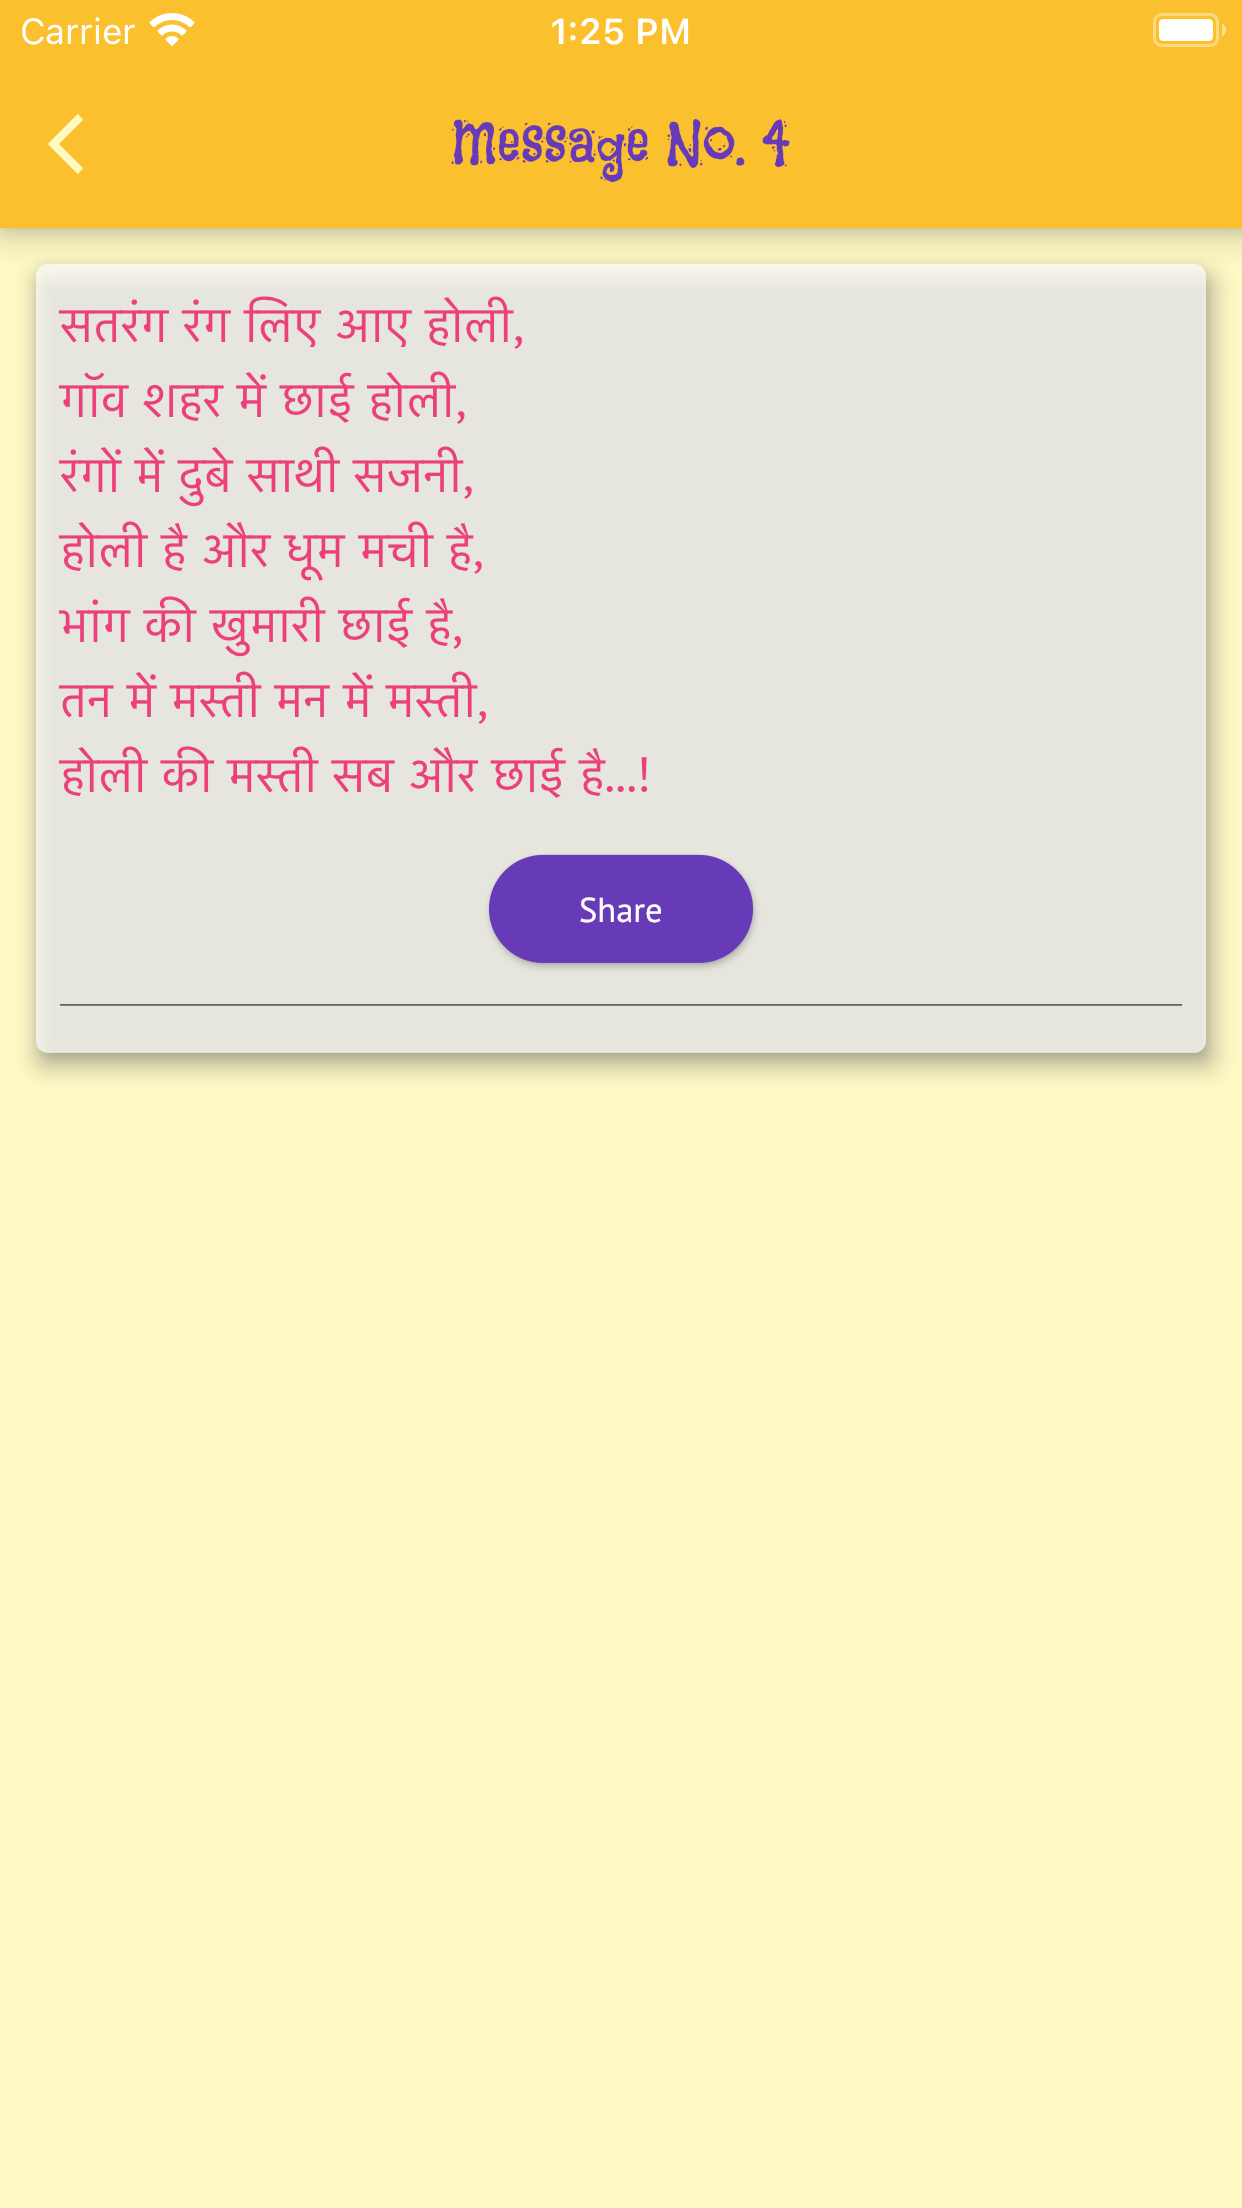 Carrier 1:25 PM
Message No. 4
सतरंग रंग लिए आए होली,
गॉव शहर में छाई होली,
रंगों में दुबे साथी सजनी,
होली है और धूम मची है,
भांग की खुमारी छाई है,
तन में मस्ती मन में मस्ती,
होली की मस्ती सब और छाई है...!
Share